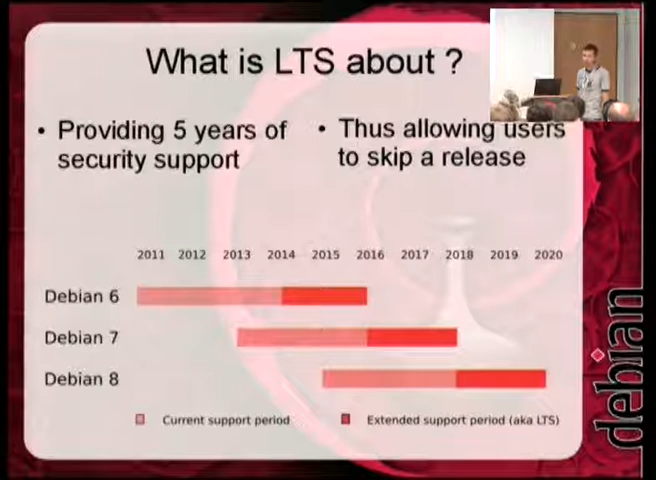 What is LTS about ?
• Providing 5 years of
security support
• Thus allowing users
to skip a release
2011 2012 2013 2014 2015 2016 2017 2018 2019 2020
Debian 6
Debian 7
Debian 8
Current support period
Extended support period (aka LTS)
debian